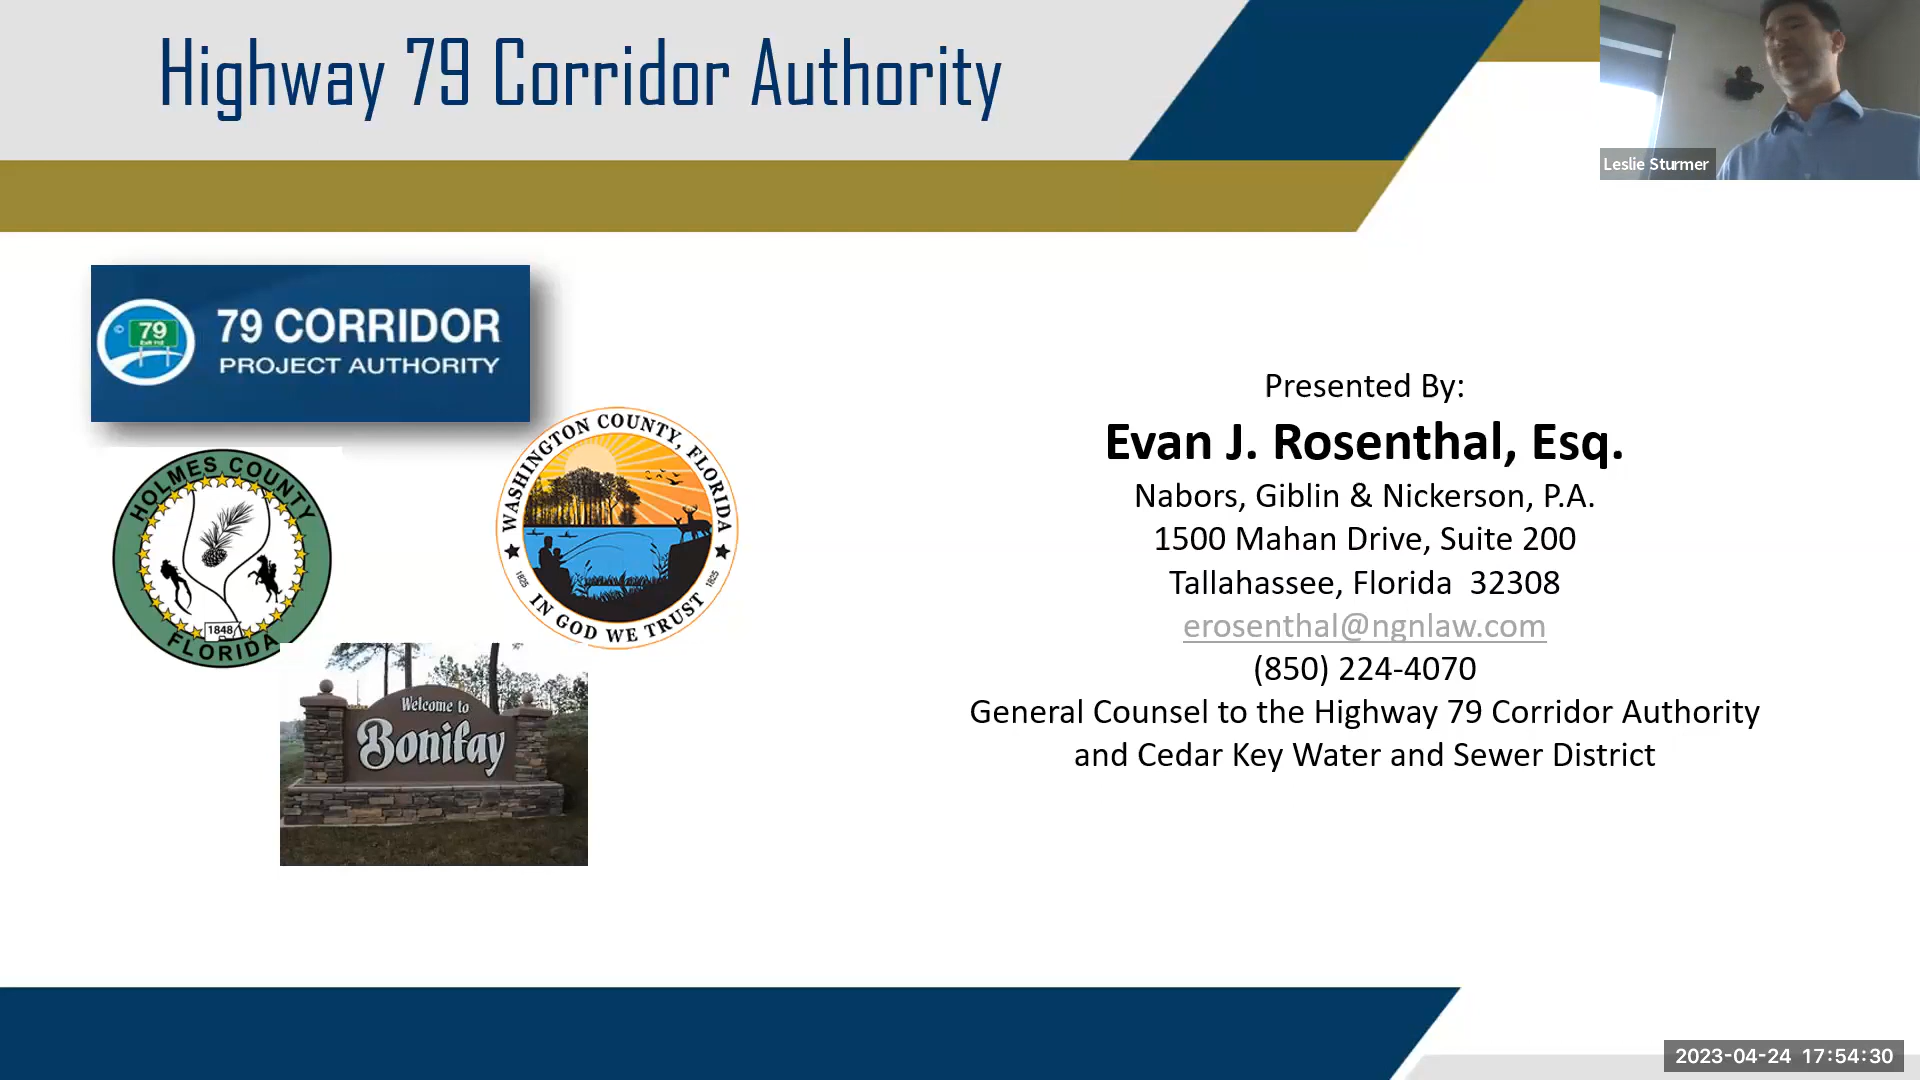 Highway 79 Corridor Authority
Leslie Sturmer
79
79 CORRIDOR
PROJECT AUTHORITY
HOLMES COUNTY
1848
FLORIDA
WASHINGTON COUNTY, FLORIDA
1825
1825
IN GOD WE TRUST
Welcome to
Bonifay
Presented By:
Evan J. Rosenthal, Esq.
Nabors, Giblin & Nickerson, P.A.
1500 Mahan Drive, Suite 200
Tallahassee, Florida  32308
erosenthal@ngnlaw.com
(850) 224-4070
General Counsel to the Highway 79 Corridor Authority
and Cedar Key Water and Sewer District
2023-04-24 17:54:30